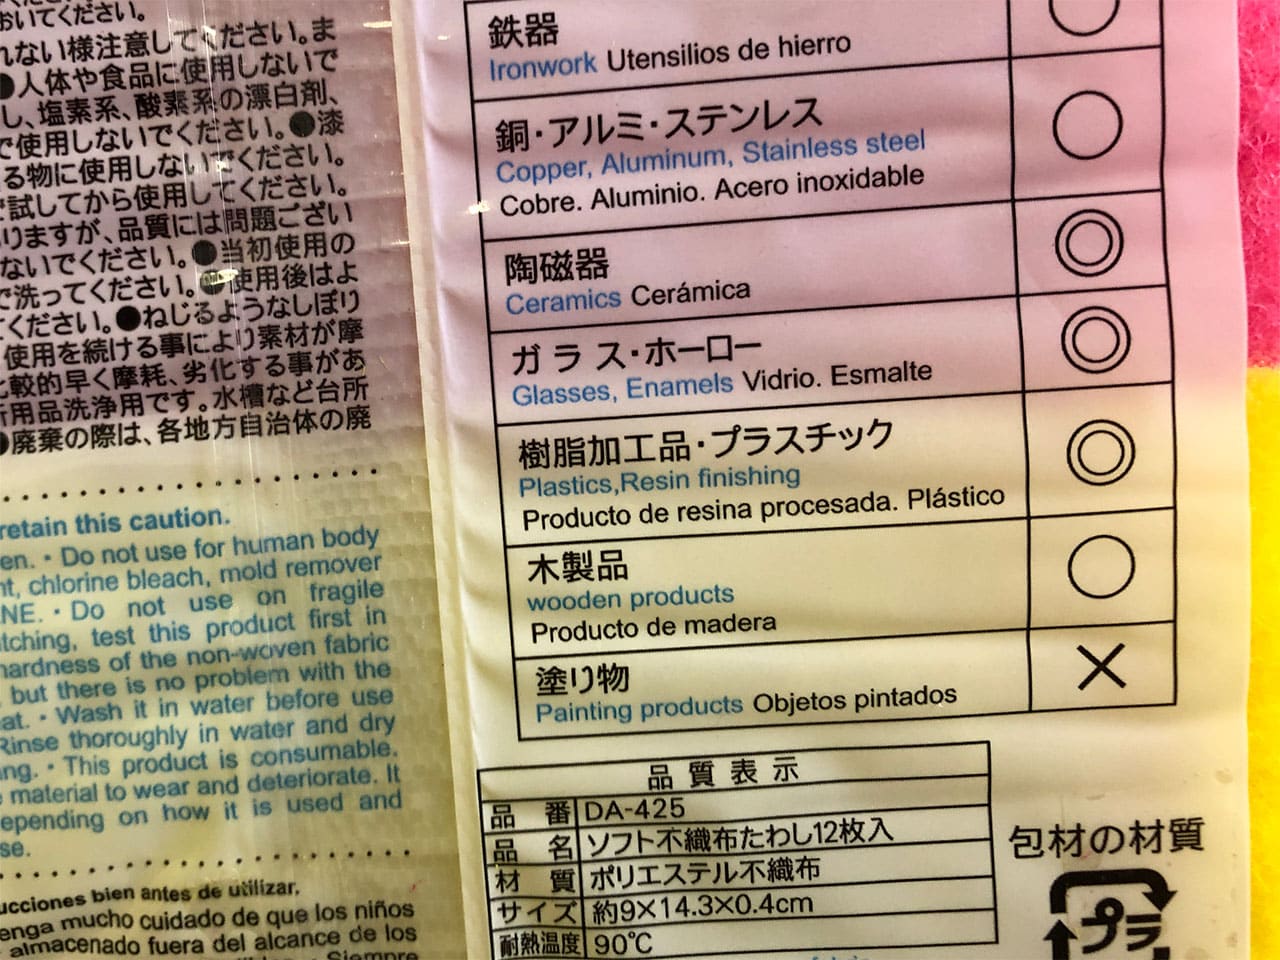 おいてください。
れない様注意してください。ま
●人体や食品に使用しないで
し、塩素系、酸素系の漂白剤、
で使用しないでください。●漆
る物に使用しないでください。
で試してから使用してください。
りますが、品質には問題ござい
ないでください。●当初使用の
で洗ってください。●使用後はよ
ください。●ねじるようなしぼり
使用を続ける事により素材が摩
比較的早く摩耗、劣化する事があ
所用品洗浄用です。水槽など台所
●廃棄の際は、各地方自治体の廃
retain this caution.
en. • Do not use for human body
nt, chlorine bleach, mold remover
NE. • Do not use on fragile
tching, test this product first in
hardness of the non-woven fabric
, but there is no problem with the
at. • Wash it in water before use
Rinse thoroughly in water and dry
ng. • This product is consumable.
material to wear and deteriorate. It
epending on how it is used and
se.
ucciones bien antes de utilizar.
enga mucho cuidado de que los niños
almacenado fuera del alcance de los
Siempre
鉄器
Ironwork Utensilios de hierro
○
銅・アルミ・ステンレス
Copper, Aluminum, Stainless steel
Cobre. Aluminio. Acero inoxidable
○
陶磁器
Ceramics Cerámica
◎
ガラス・ホーロー
Glasses, Enamels Vidrio. Esmalte
◎
樹脂加工品・プラスチック
Plastics,Resin finishing
Producto de resina procesada. Plástico
◎
木製品
wooden products
Producto de madera
○
塗り物
Painting products Objetos pintados
×
品質表示
品番 DA-425
品名 ソフト不織布たわし12枚入
材質 ポリエステル不織布
サイズ 約9×14.3×0.4cm
耐熱温度 90℃
包材の材質
プラ